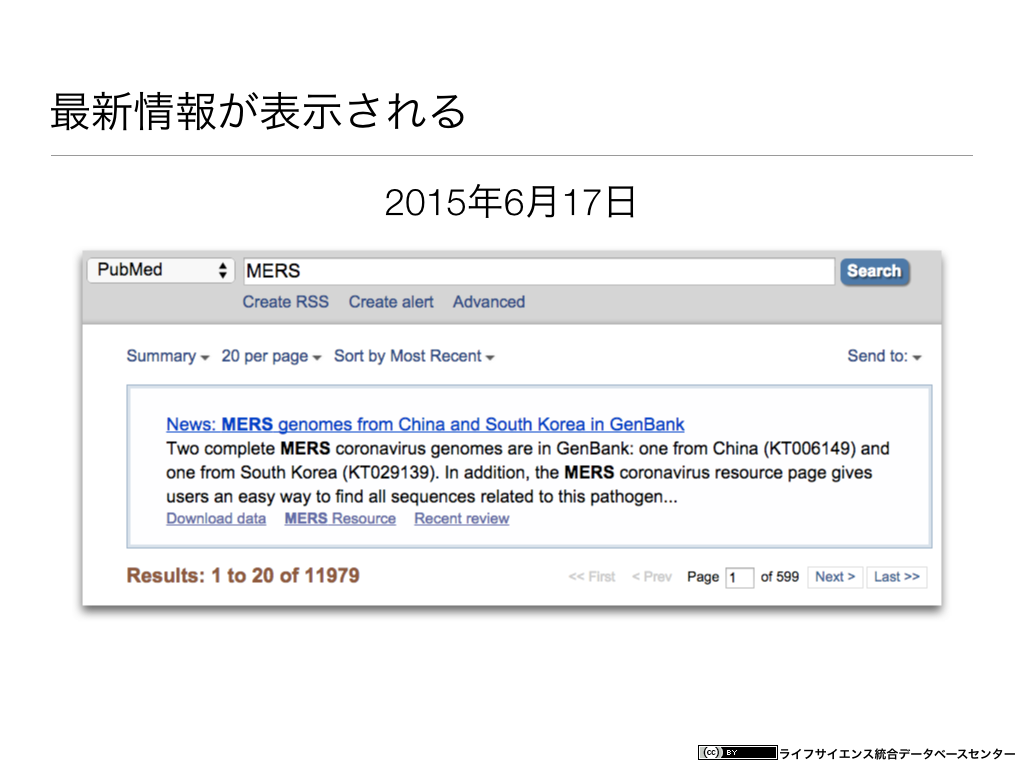 最新情報が表示される
2015年6月17日
PubMed MERS Search
Create RSS Create alert Advanced
Summary 20 per page Sort by Most Recent Send to:
News: MERS genomes from China and South Korea in GenBank
Two complete MERS coronavirus genomes are in GenBank: one from China (KT006149) and
one from South Korea (KT029139). In addition, the MERS coronavirus resource page gives
users an easy way to find all sequences related to this pathogen...
Download data MERS Resource Recent review
Results: 1 to 20 of 11979 << First < Prev Page 1 of 599 Next > Last >>
cc BY ライフサイエンス統合データベースセンター